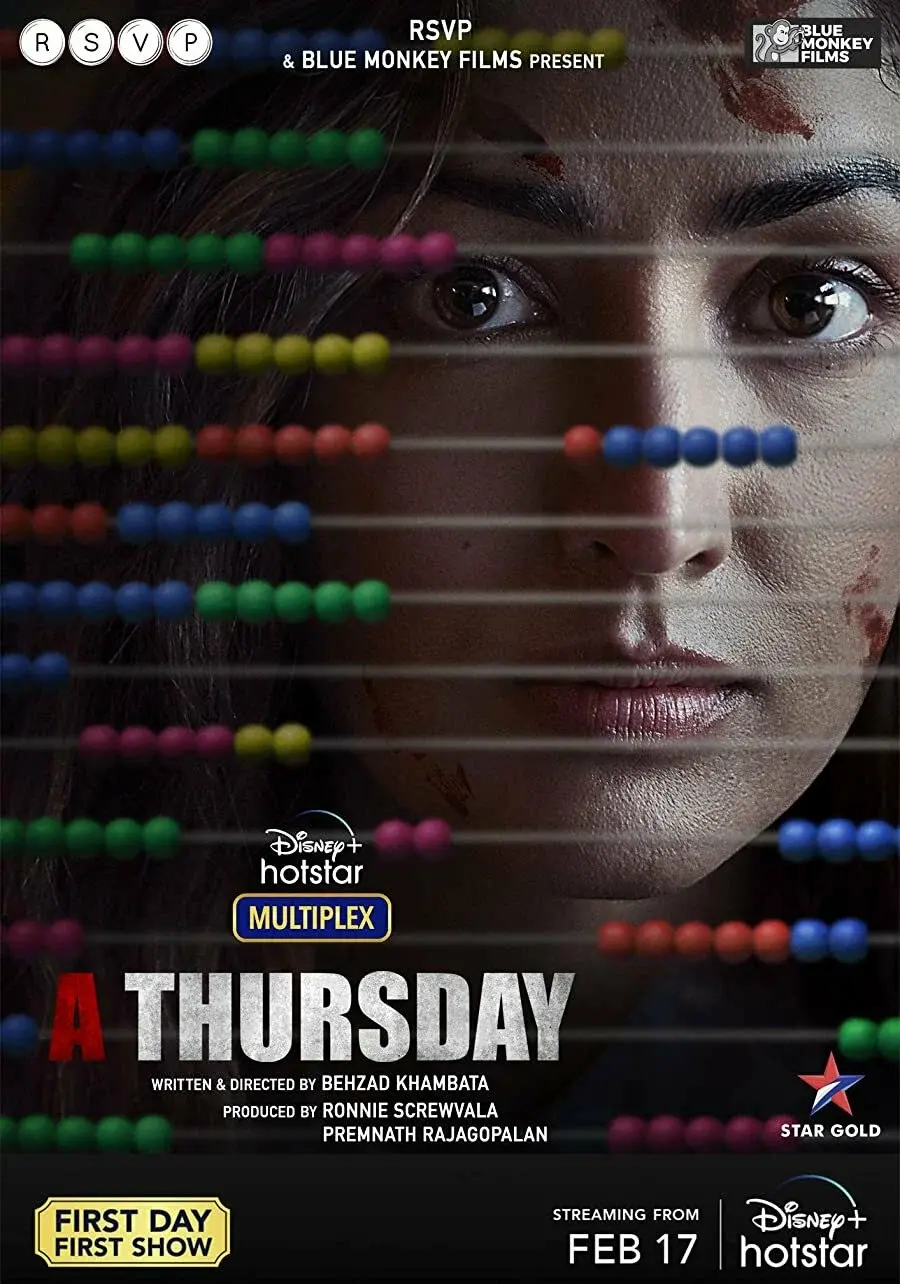 R S V P
RSVP
& BLUE MONKEY FILMS PRESENT
BLUE
MONKEY
FILMS
Disney+
hotstar
MULTIPLEX
A THURSDAY
WRITTEN & DIRECTED BY BEHZAD KHAMBATA
PRODUCED BY RONNIE SCREWVALA
PREMNATH RAJAGOPALAN
STAR GOLD
FIRST DAY
FIRST SHOW
STREAMING FROM
FEB 17
Disney+
hotstar